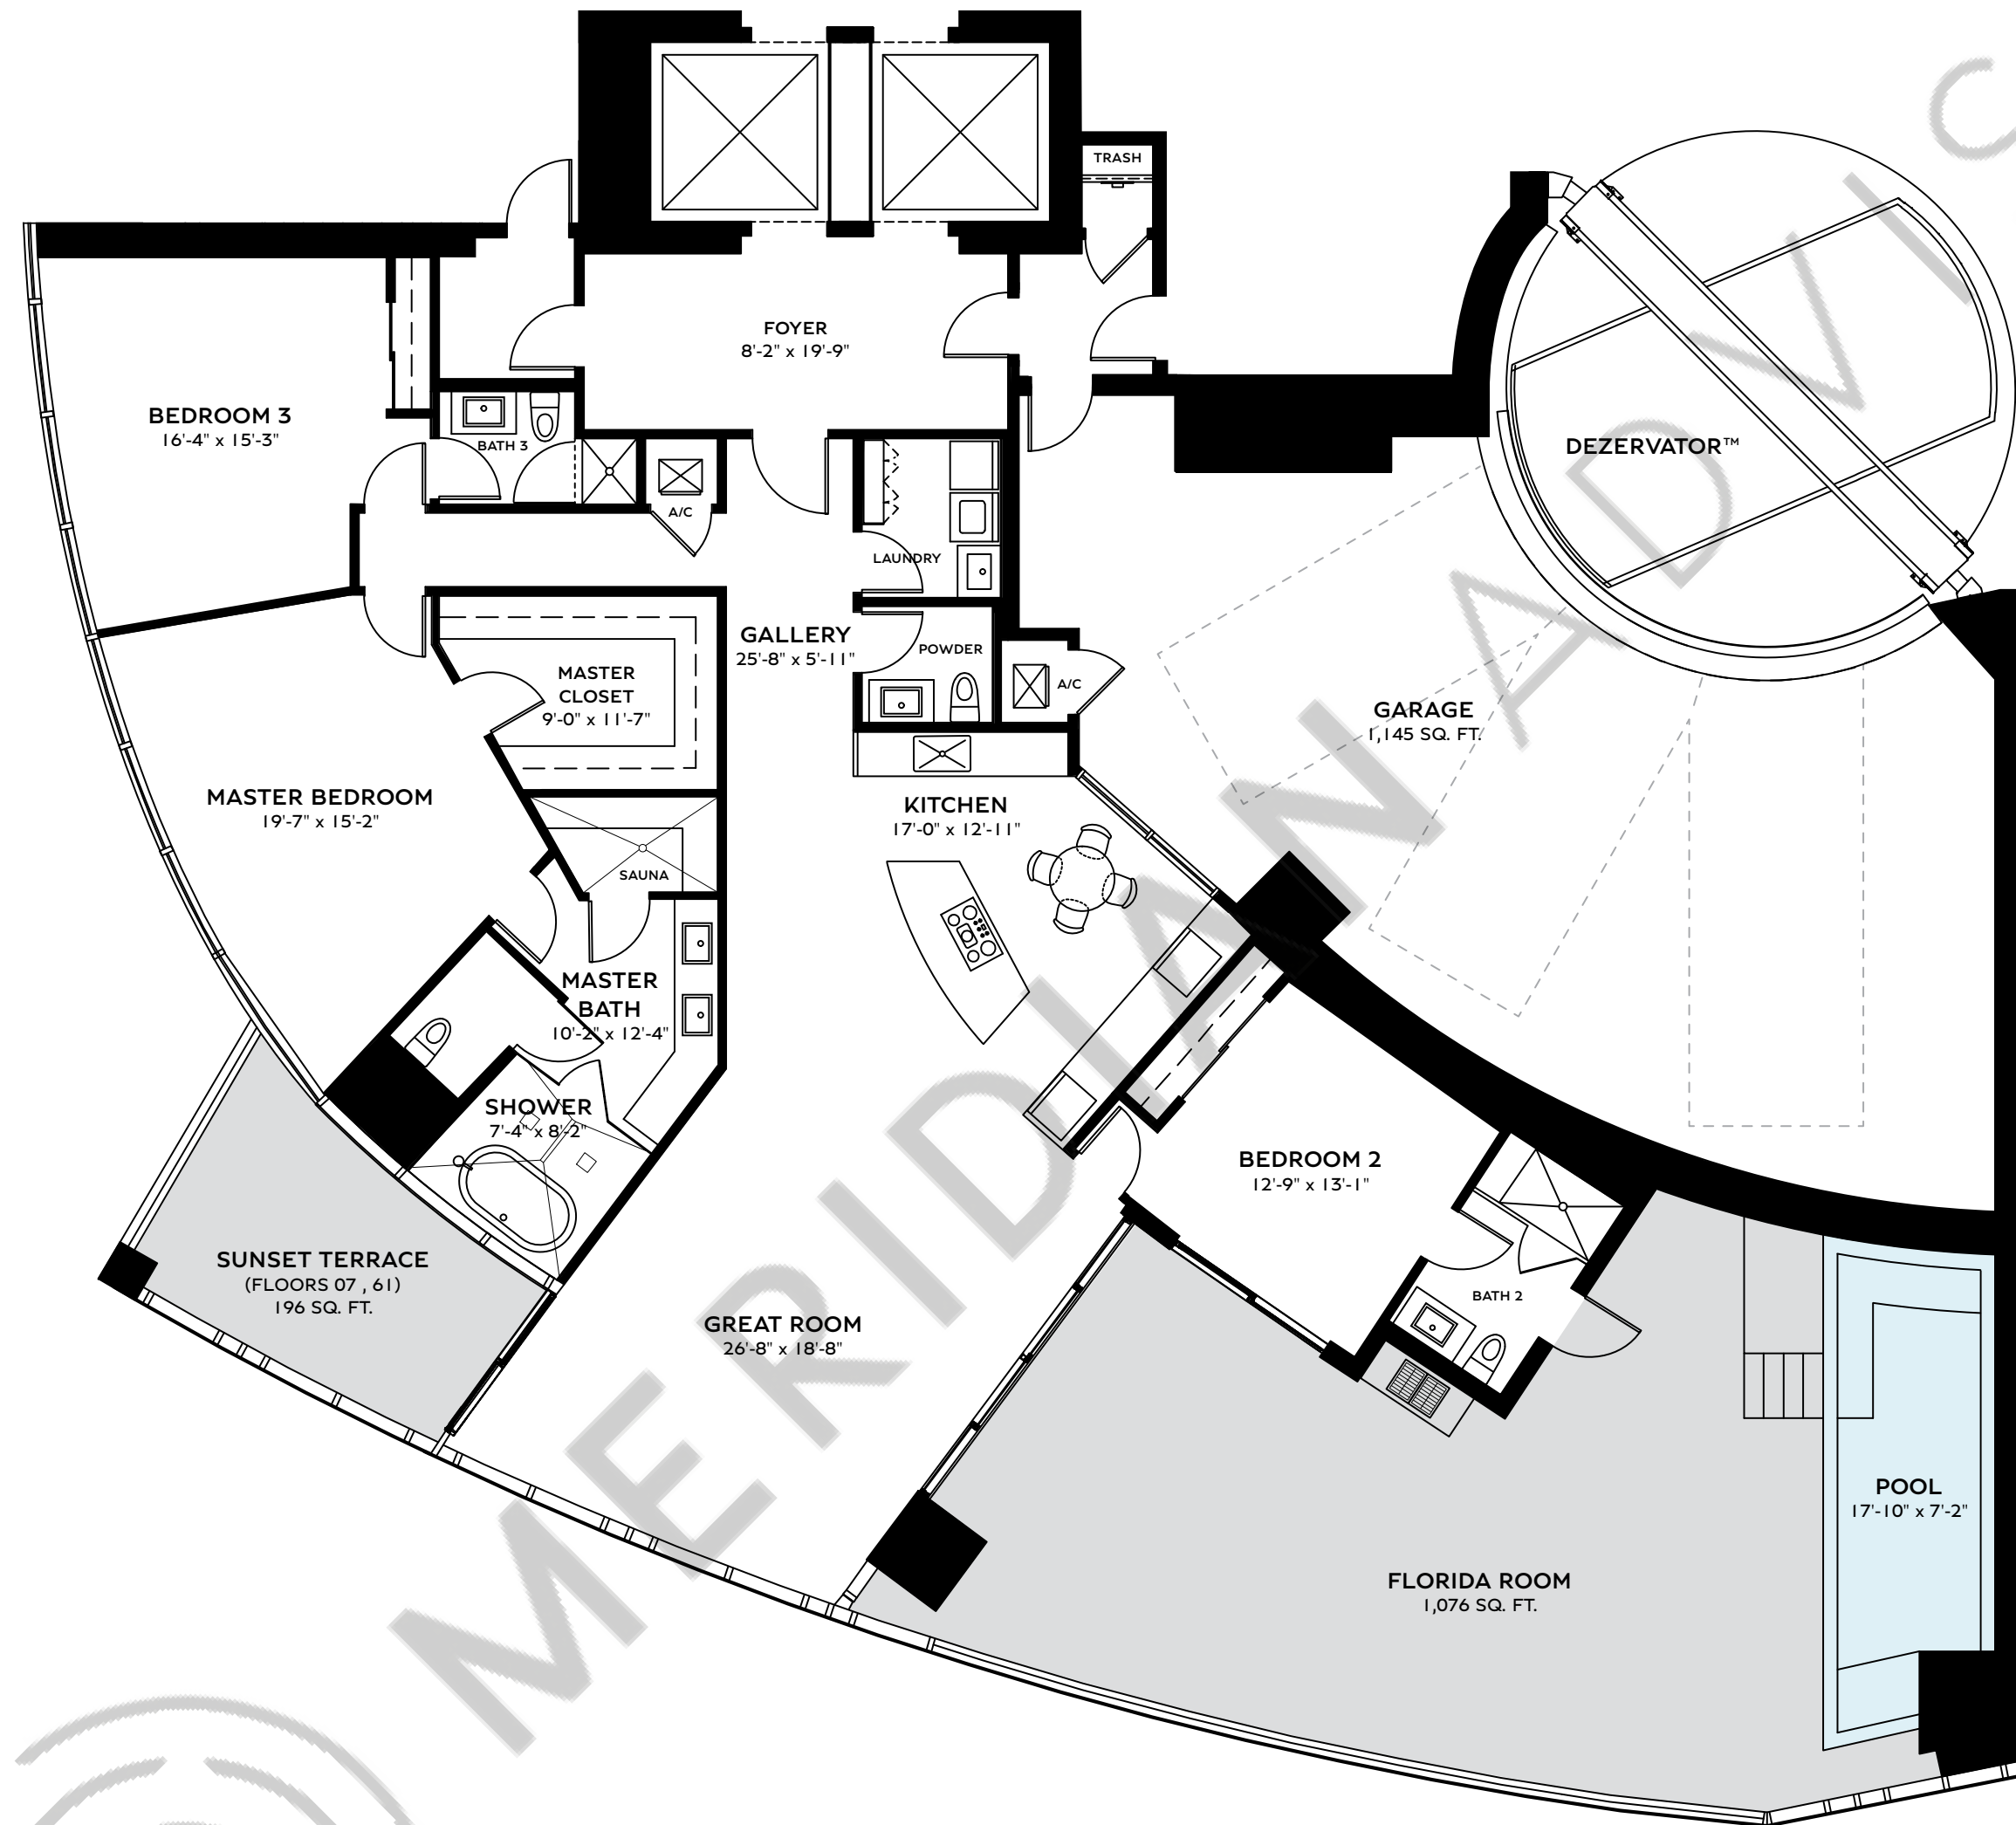 TRASH
FOYER
8'-2" x 19'-9"
BEDROOM 3
16'-4" x 15'-3"
BATH 3
DEZERVATOR™
A/C
LAUNDRY
GALLERY
25'-8" x 5'-11"
POWDER
MASTER
CLOSET
9'-0" x 11'-7"
A/C
GARAGE
1,145 SQ. FT.
MASTER BEDROOM
19'-7" x 15'-2"
KITCHEN
17'-0" x 12'-11"
SAUNA
MASTER
BATH
10'-2" x 12'-4"
SHOWER
7'-4" x 8'-2"
BEDROOM 2
12'-9" x 13'-1"
SUNSET TERRACE
(FLOORS 07 , 61)
196 SQ. FT.
BATH 2
GREAT ROOM
26'-8" x 18'-8"
POOL
17'-10" x 7'-2"
FLORIDA ROOM
1,076 SQ. FT.
MERIDIAN ADVIC